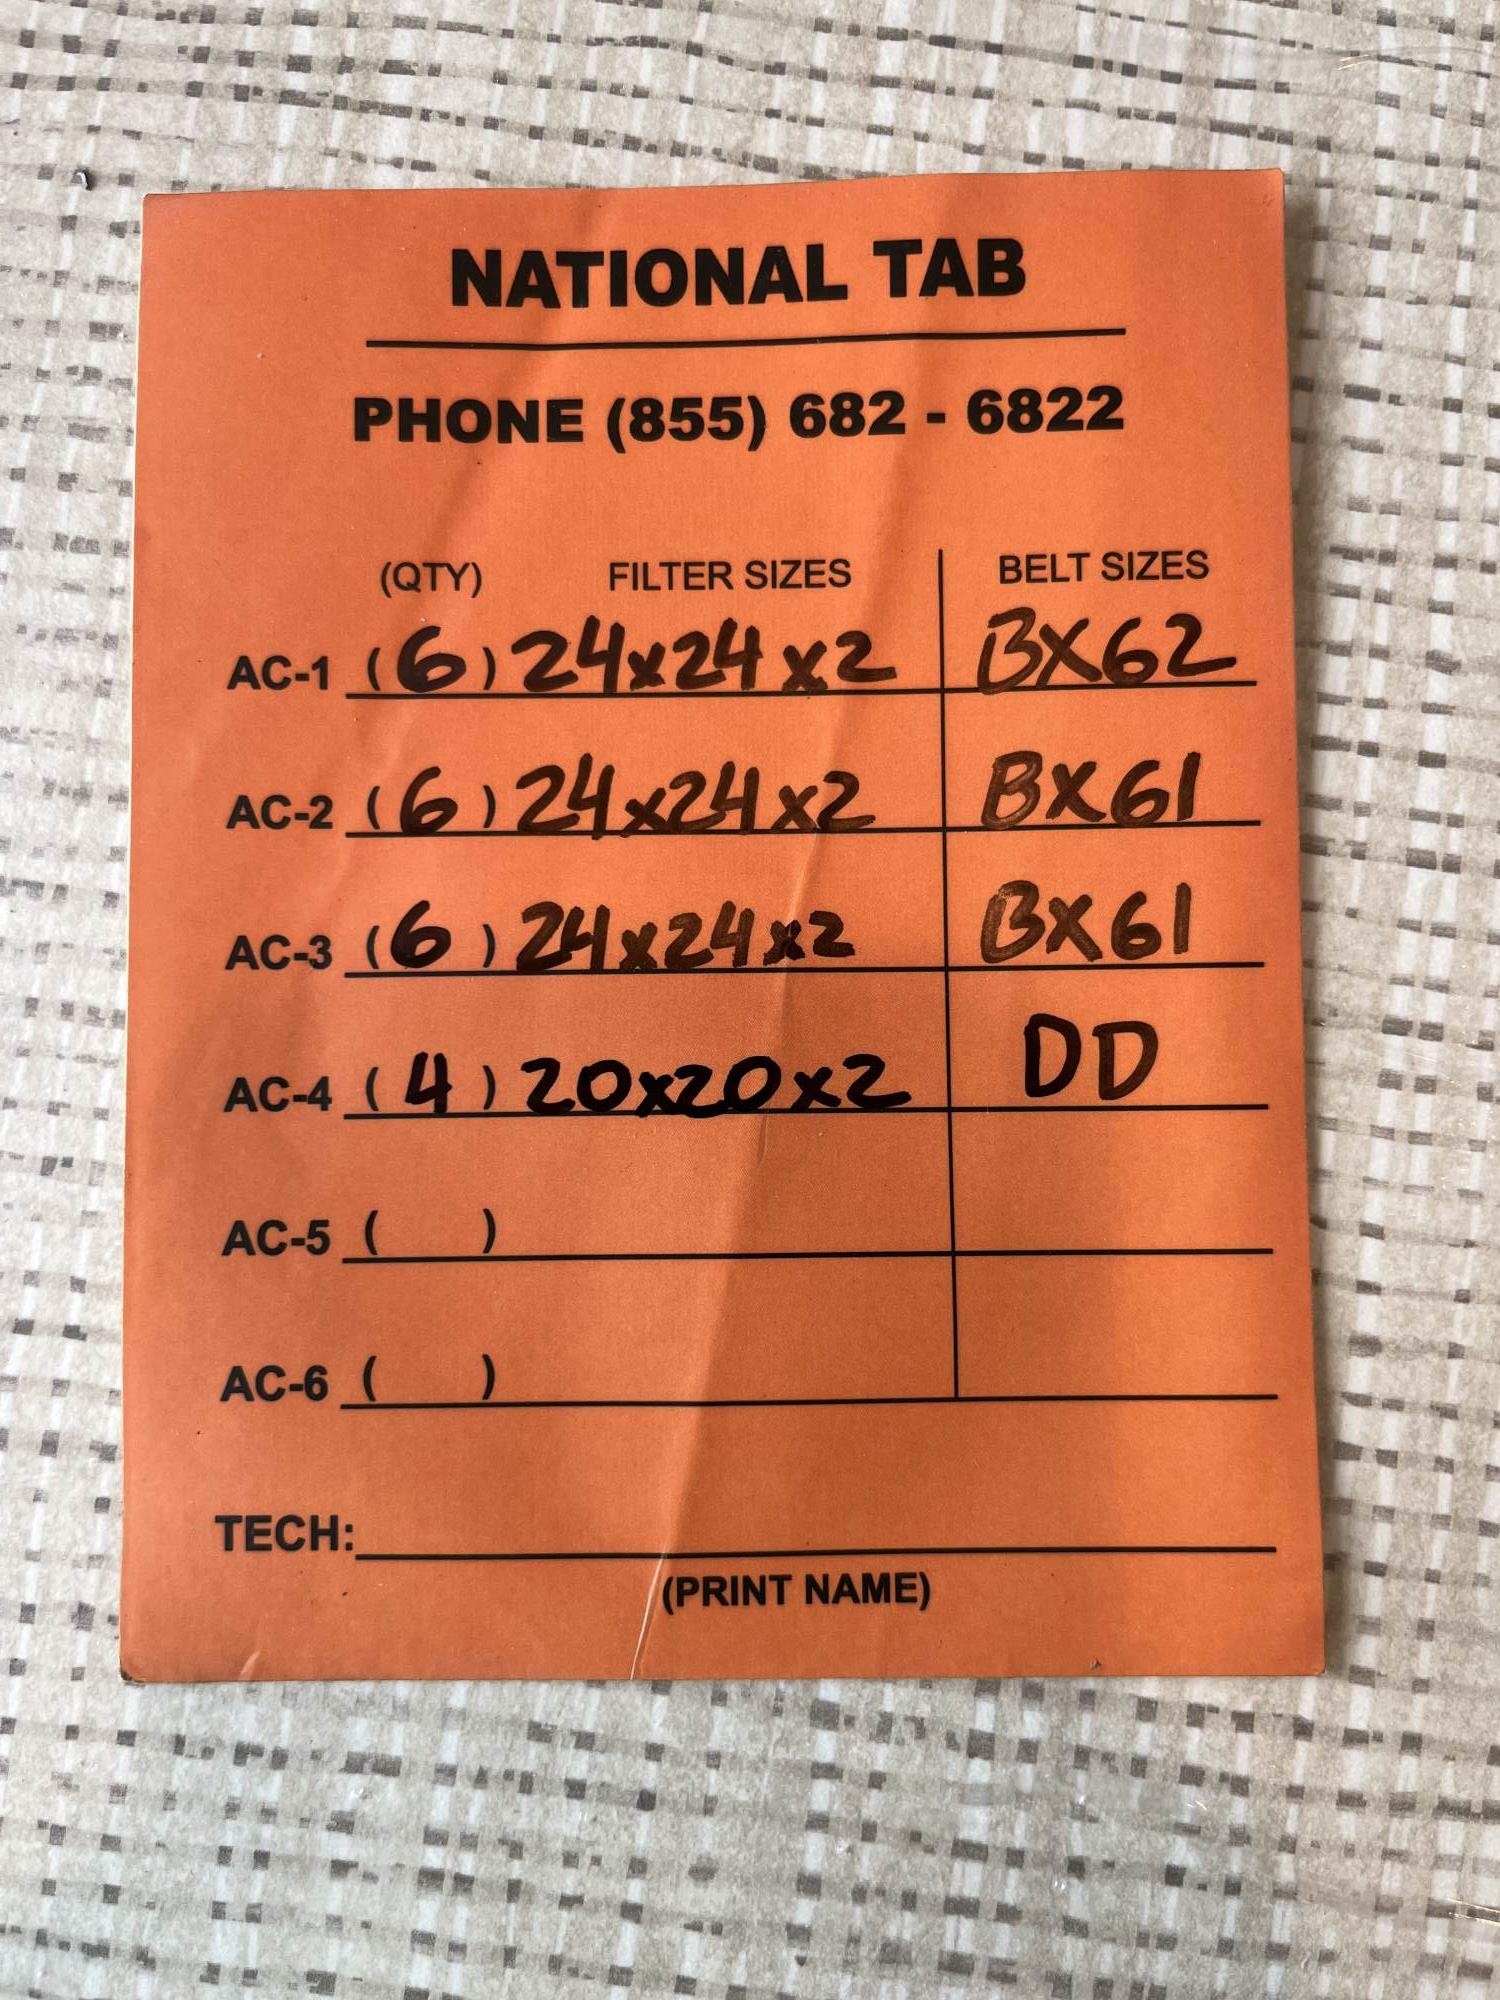 NATIONAL TAB
PHONE (855) 682 - 6822
(QTY) FILTER SIZES BELT SIZES
AC-1 (6) 24x24x2 BX62
AC-2 (6) 24x24x2 BX61
AC-3 (6) 24x24x2 BX61
AC-4 (4) 20x20x2 DD
AC-5 ( )
AC-6 ( )
TECH:
(PRINT NAME)